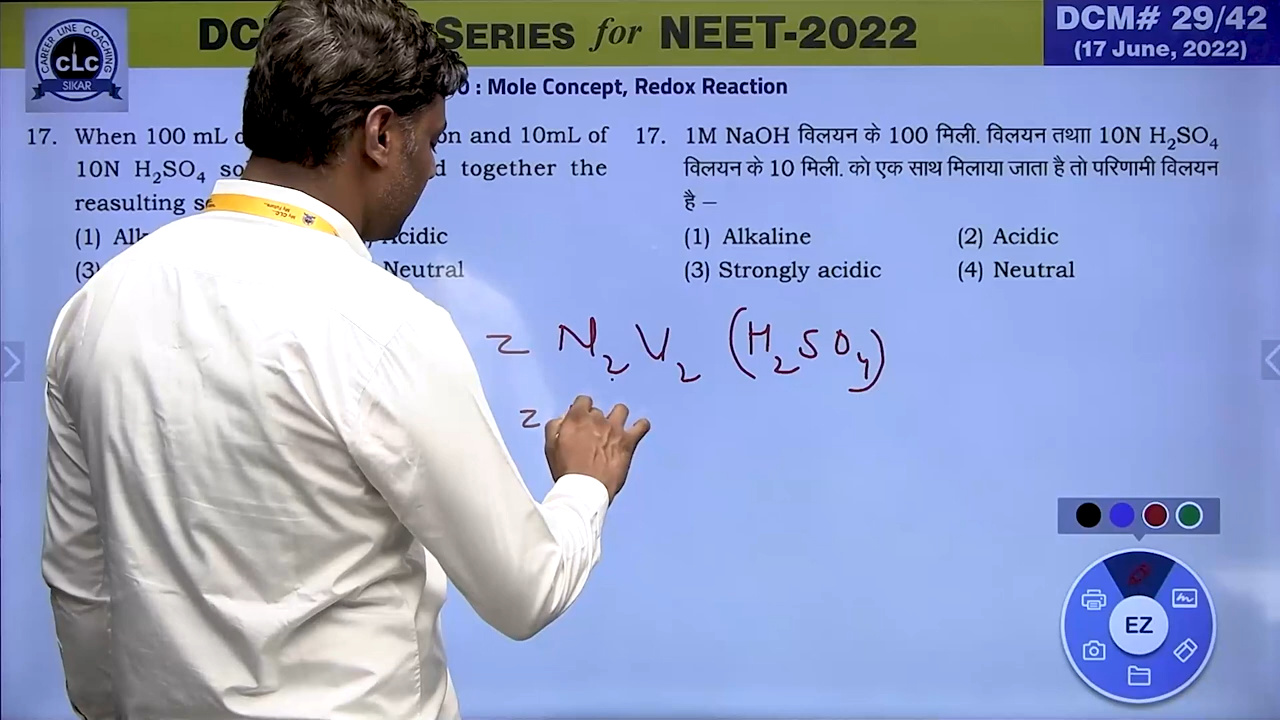 CAREER LINE COACHING
CLC
SIKAR
DC SERIES for NEET-2022
DCM# 29/42
(17 June, 2022)
: Mole Concept, Redox Reaction
17. When 100 mL and 10mL of
10N H₂SO₄ together the
reasulting
(1) Acidic
(3) Neutral
17. 1M NaOH विलयन के 100 मिली. विलयन तथाा 10N H₂SO₄
विलयन के 10 मिली. को एक साथ मिलाया जाता है तो परिणामी विलयन
है –
(1) Alkaline (2) Acidic
(3) Strongly acidic (4) Neutral
= N₂V₂ (H₂SO₄)
=
EZ